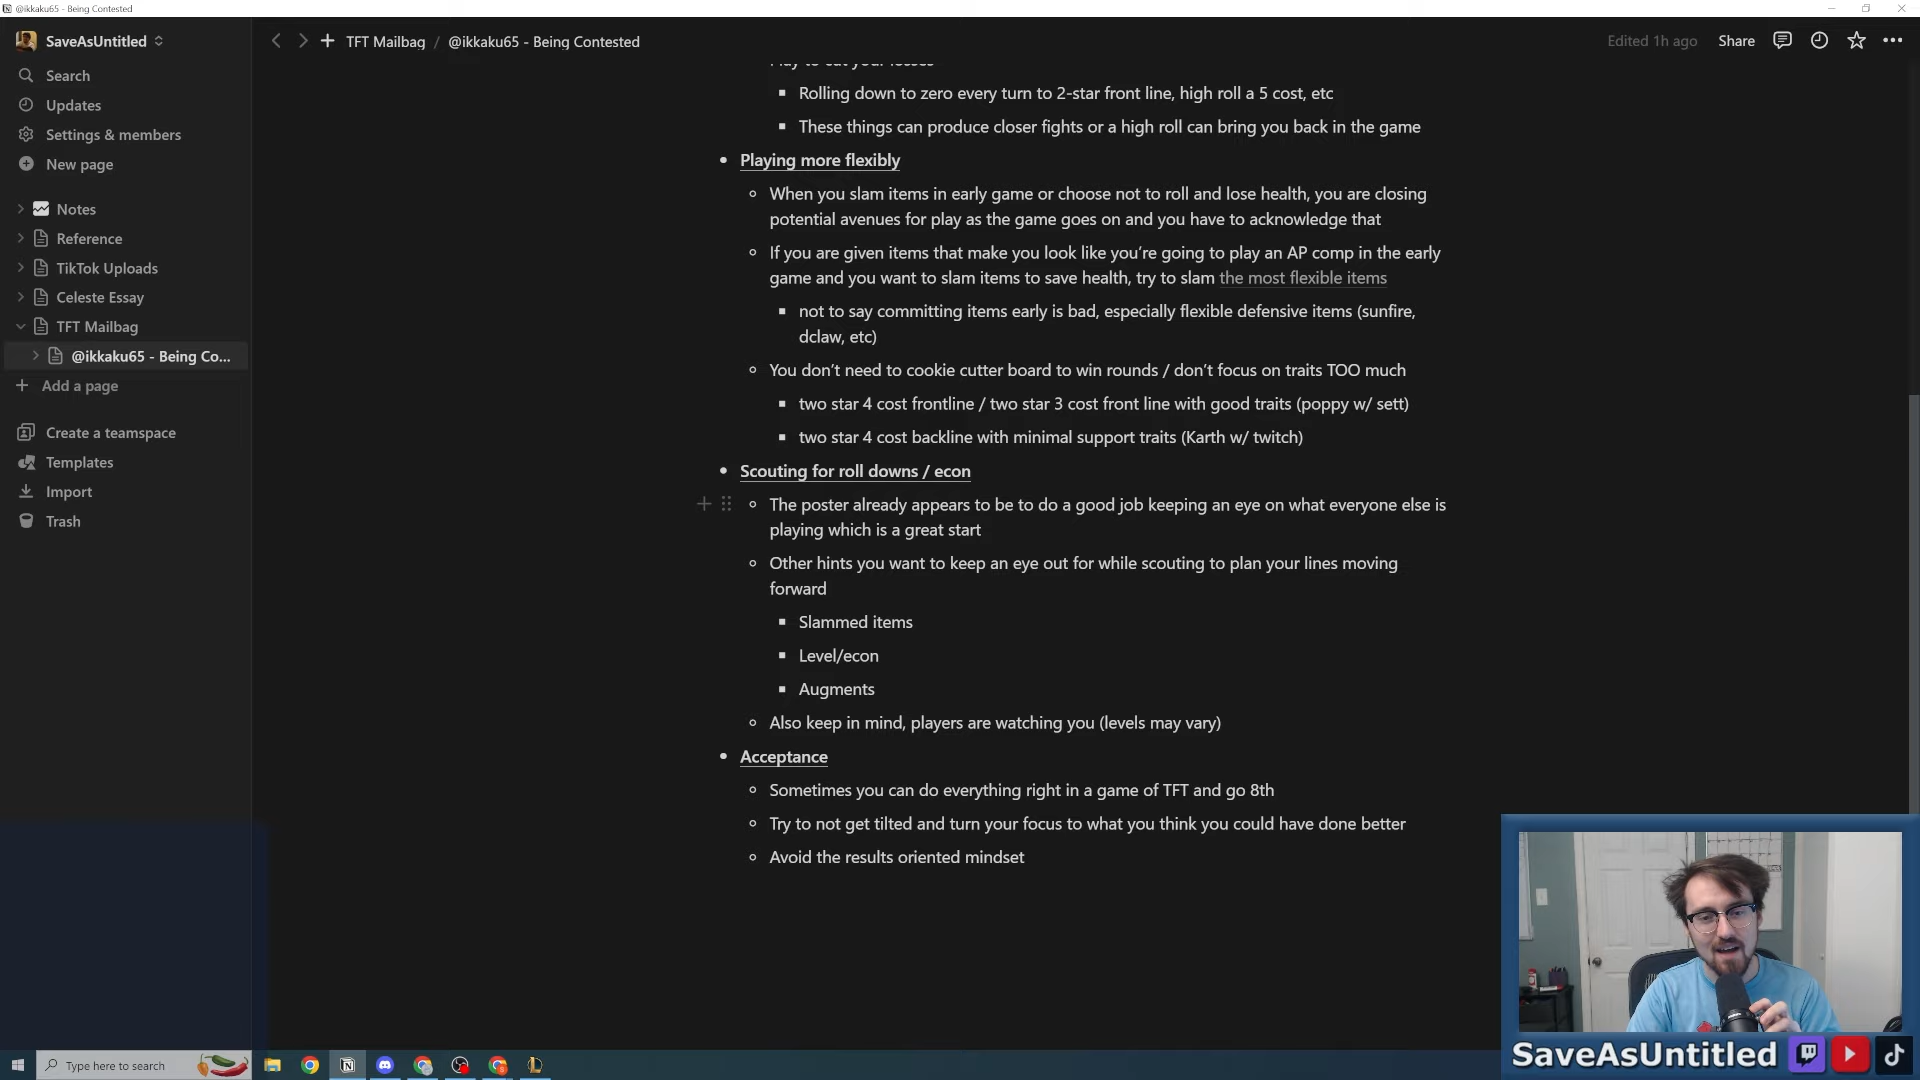 @ikkaku65 - Being Contested
SaveAsUntitled
TFT Mailbag / @ikkaku65 - Being Contested
Edited 1h ago
Share
Search
Updates
Settings & members
New page
Notes
Reference
TikTok Uploads
Celeste Essay
TFT Mailbag
@ikkaku65 - Being Co...
Add a page
Create a teamspace
Templates
Import
Trash
Play to cut your losses
Rolling down to zero every turn to 2-star front line, high roll a 5 cost, etc
These things can produce closer fights or a high roll can bring you back in the game
Playing more flexibly
When you slam items in early game or choose not to roll and lose health, you are closing
potential avenues for play as the game goes on and you have to acknowledge that
If you are given items that make you look like you’re going to play an AP comp in the early
game and you want to slam items to save health, try to slam the most flexible items
not to say committing items early is bad, especially flexible defensive items (sunfire,
dclaw, etc)
You don’t need to cookie cutter board to win rounds / don’t focus on traits TOO much
two star 4 cost frontline / two star 3 cost front line with good traits (poppy w/ sett)
two star 4 cost backline with minimal support traits (Karth w/ twitch)
Scouting for roll downs / econ
The poster already appears to be to do a good job keeping an eye on what everyone else is
playing which is a great start
Other hints you want to keep an eye out for while scouting to plan your lines moving
forward
Slammed items
Level/econ
Augments
Also keep in mind, players are watching you (levels may vary)
Acceptance
Sometimes you can do everything right in a game of TFT and go 8th
Try to not get tilted and turn your focus to what you think you could have done better
Avoid the results oriented mindset
Type here to search
SaveAsUntitled